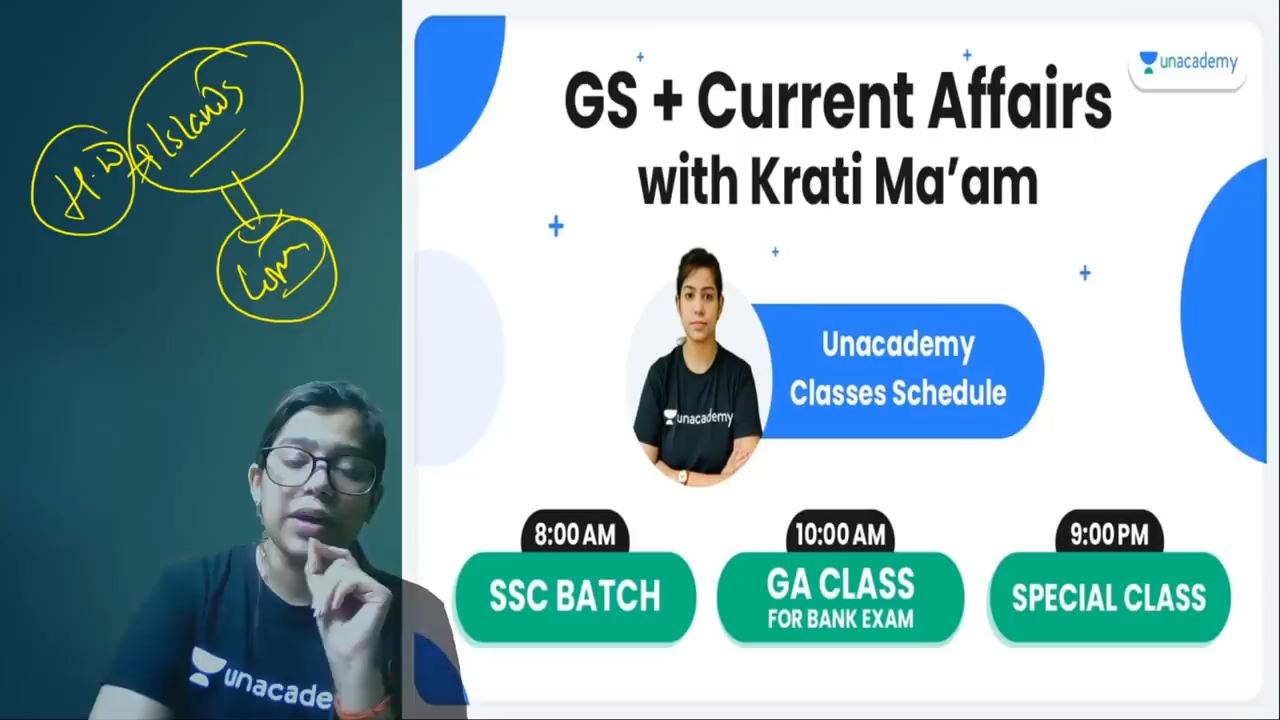 H.W
# Islands
unacademy
GS + Current Affairs
with Krati Ma’am
unacademy
Unacademy
Classes Schedule
8:00 AM
SSC BATCH
10:00 AM
GA CLASS
FOR BANK EXAM
9:00 PM
SPECIAL CLASS
unacade